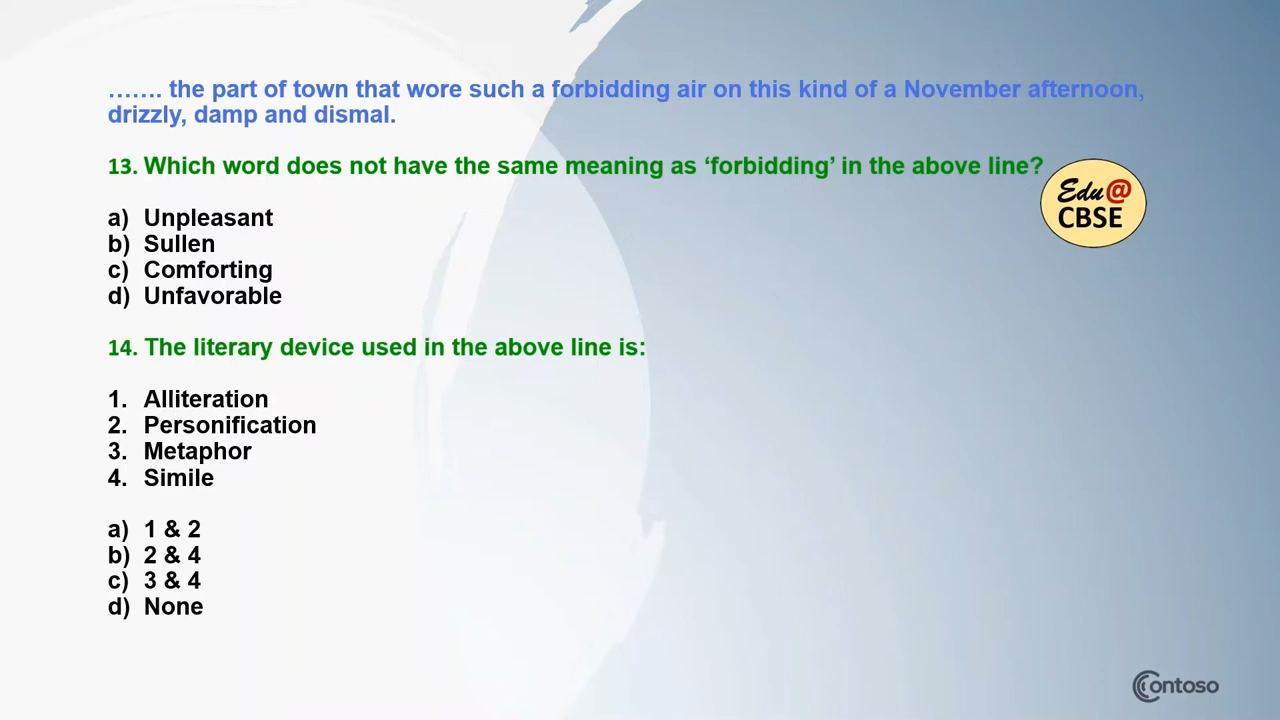 ……. the part of town that wore such a forbidding air on this kind of a November afternoon,
drizzly, damp and dismal.
13. Which word does not have the same meaning as ‘forbidding’ in the above line?
Edu@
CBSE
a) Unpleasant
b) Sullen
c) Comforting
d) Unfavorable
14. The literary device used in the above line is:
1. Alliteration
2. Personification
3. Metaphor
4. Simile
a) 1 & 2
b) 2 & 4
c) 3 & 4
d) None
Contoso